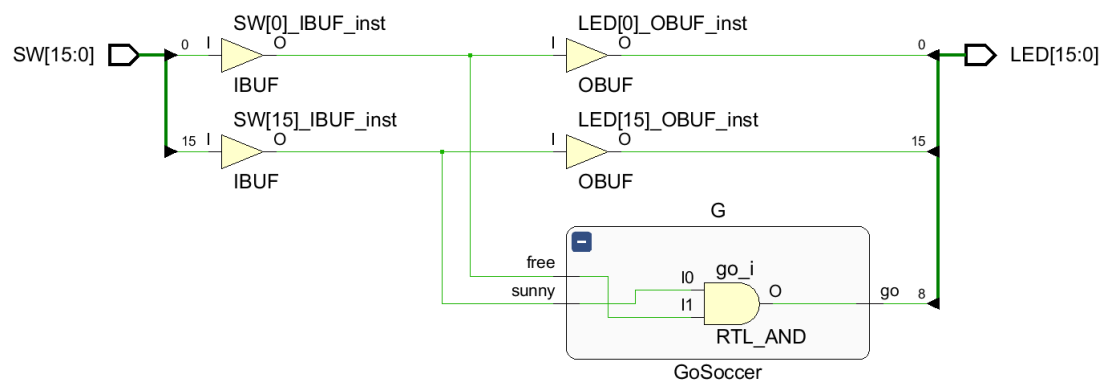 SW[0]_IBUF_inst
LED[0]_OBUF_inst
SW[15:0]
0
I
O
I
O
0
LED[15:0]
IBUF
OBUF
SW[15]_IBUF_inst
LED[15]_OBUF_inst
15
I
O
I
O
15
IBUF
OBUF
G
free
sunny
I0
I1
go_i
O
go
8
RTL_AND
GoSoccer